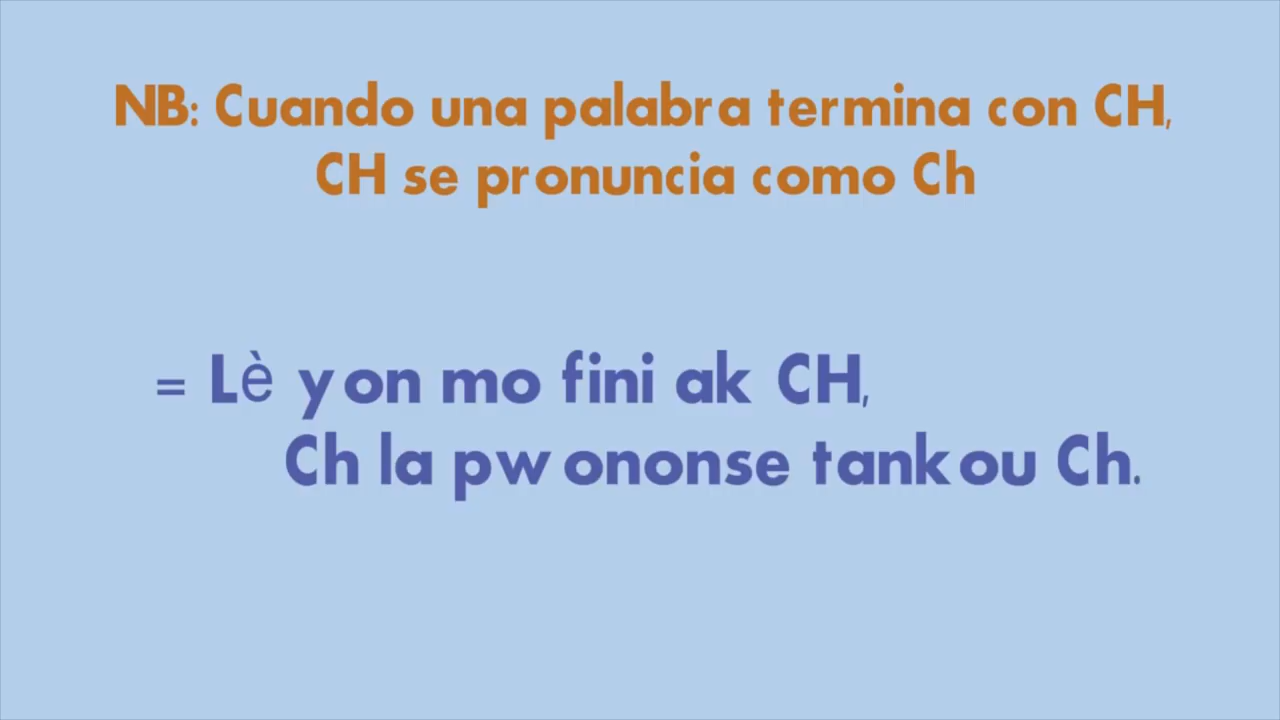 NB: Cuando una palabra termina con CH,
CH se pronuncia como Ch
= Lè yon mo fini ak CH,
Ch la pwononse tankou Ch.